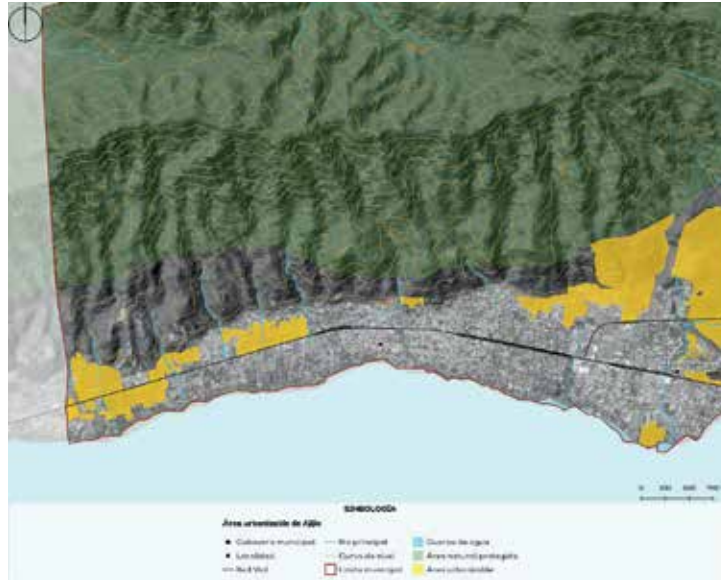 SIMBOLOGÍA
Área urbanizable de Ajijic
Cabecera municipal
Río principal
Cuerpo de agua
Localidad
Curva de nivel
Área natural protegida
Red Vial
Límite municipal
Área urbanizable